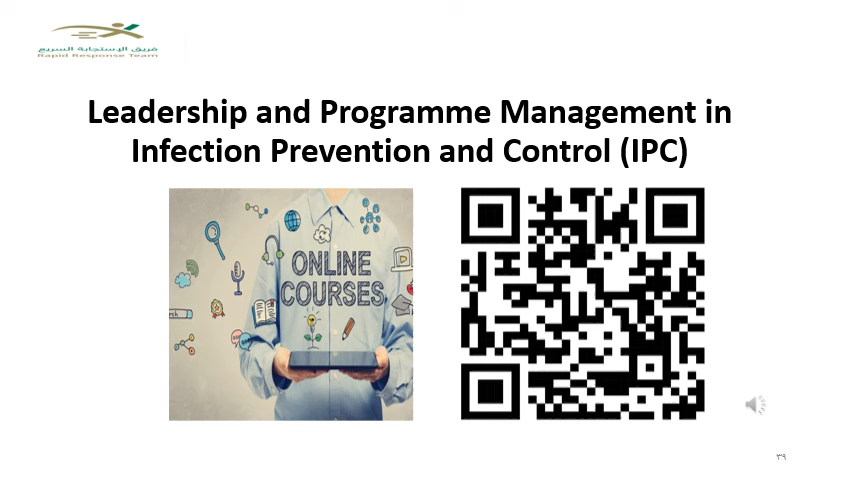 فريق الإستجابة السريع
Rapid Response Team
Leadership and Programme Management in
Infection Prevention and Control (IPC)
ONLINE
COURSES
٣٩